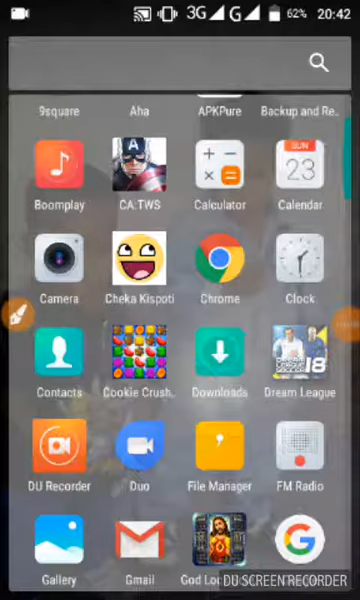 3G G 62% 20:42
9square Aha APKPure Backup and Re..
SUN
23
Boomplay CA:TWS Calculator Calendar
Camera Cheka Kispoti Chrome Clock
18
Contacts Cookie Crush.. Downloads Dream League
DU Recorder Duo File Manager FM Radio
Gallery Gmail God Lo
DU SCREEN RECORDER